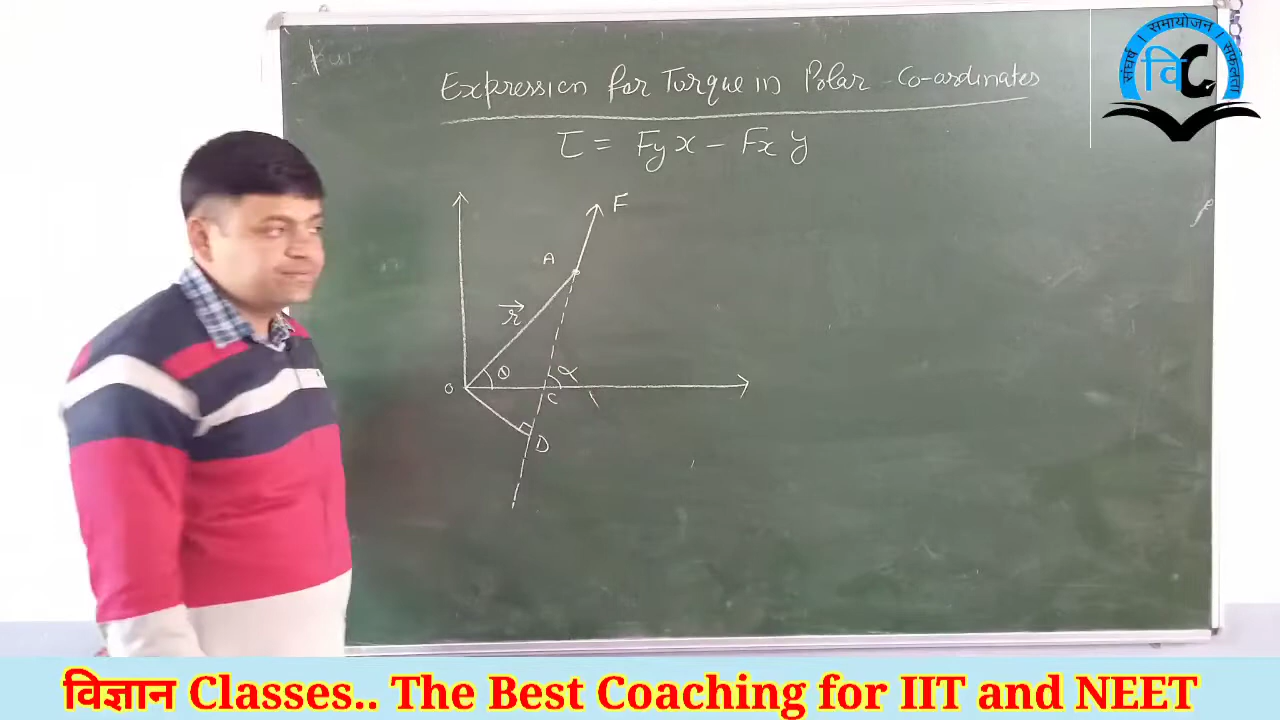 Expression for Torque in Polar Co-ordinates
τ = Fy x - Fx y
F
A
r
θ
α
O
C
D
संघर्ष । समायोजन । सफलता
विC
विज्ञान Classes.. The Best Coaching for IIT and NEET